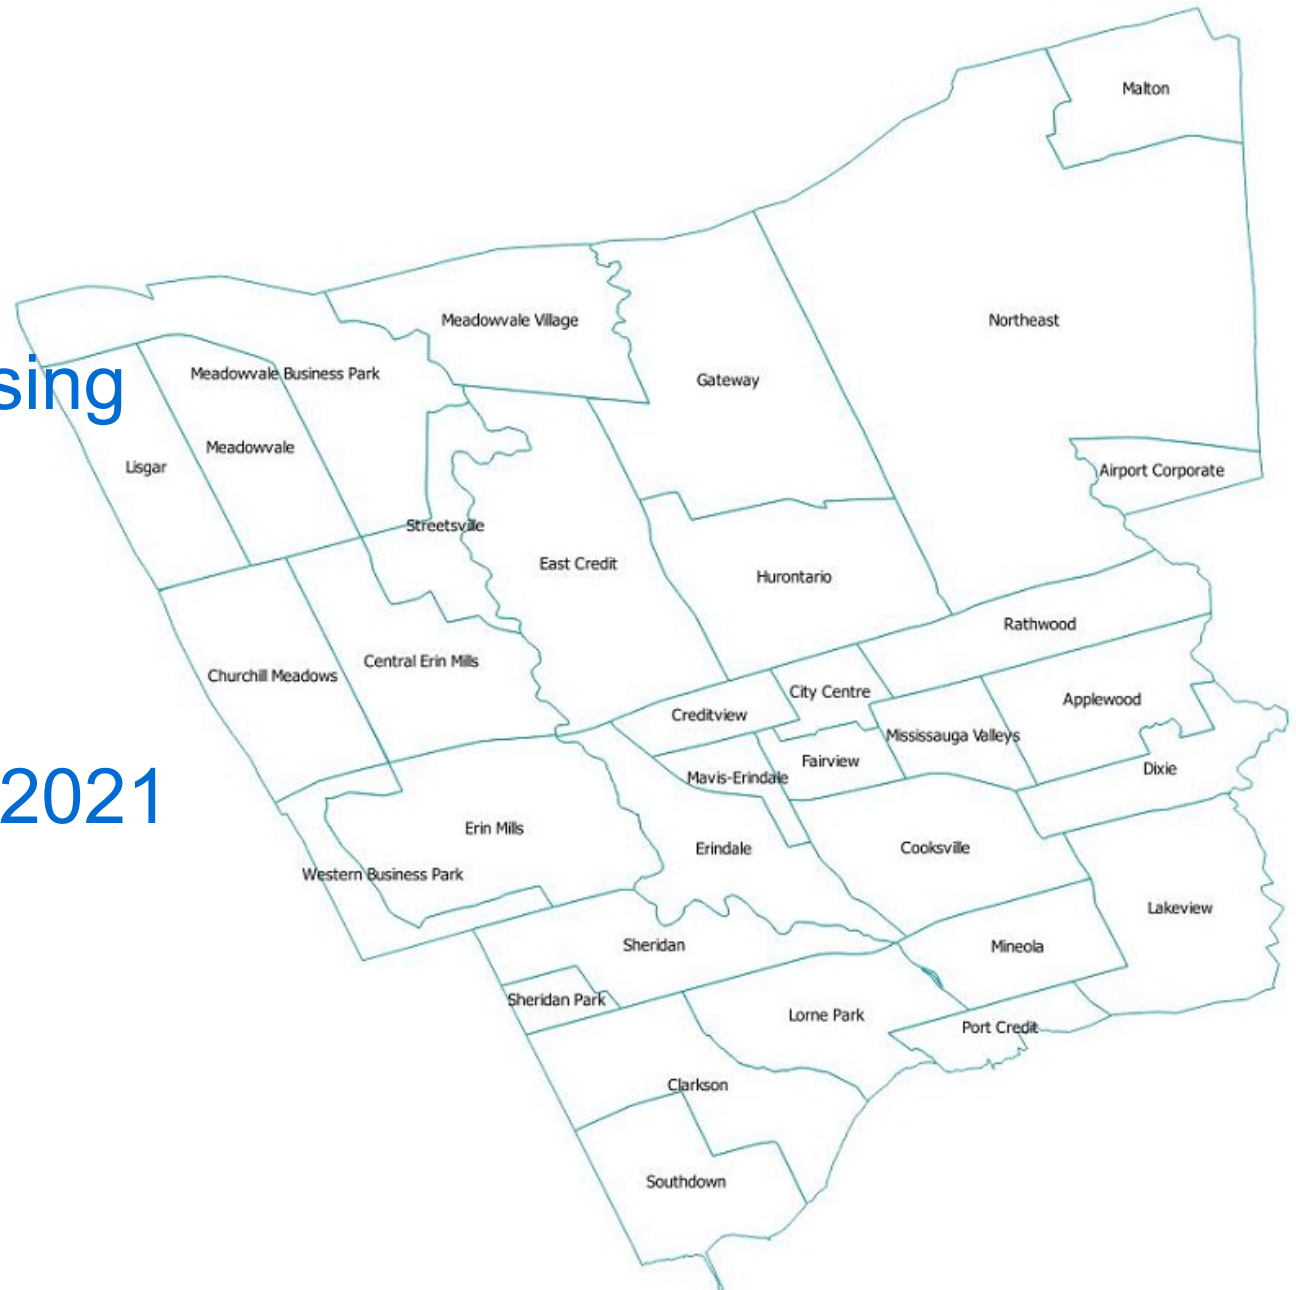 Malton
Meadowvale Village
Northeast
sing
Meadowvale Business Park
Gateway
Meadowvale
Lisgar
Airport Corporate
Streetsville
East Credit
Hurontario
Rathwood
Central Erin Mills
Churchill Meadows
City Centre
Applewood
Creditview
Mississauga Valleys
Fairview
Dixie
Mavis-Erindale
2021
Erin Mills
Erindale
Cooksville
Western Business Park
Lakeview
Sheridan
Mineola
Sheridan Park
Lorne Park
Port Credit
Clarkson
Southdown